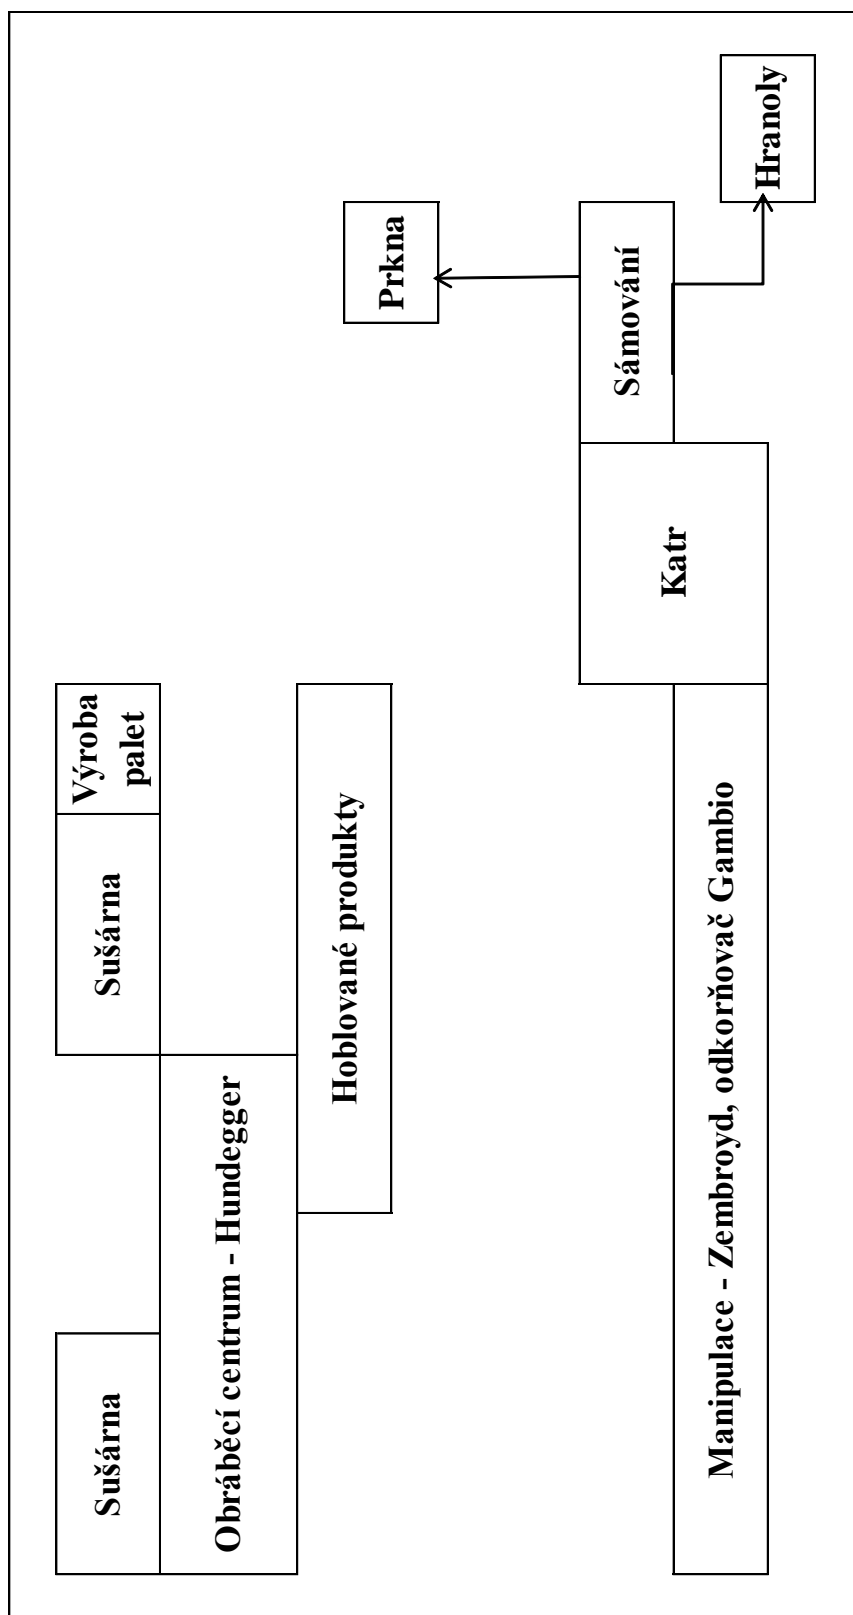 Sušárna
Sušárna
Výroba
palet
Obráběcí centrum - Hundegger
Hoblované produkty
Prkna
Sámování
Katr
Hranoly
Manipulace - Zembroyd, odkorňovač Gambio